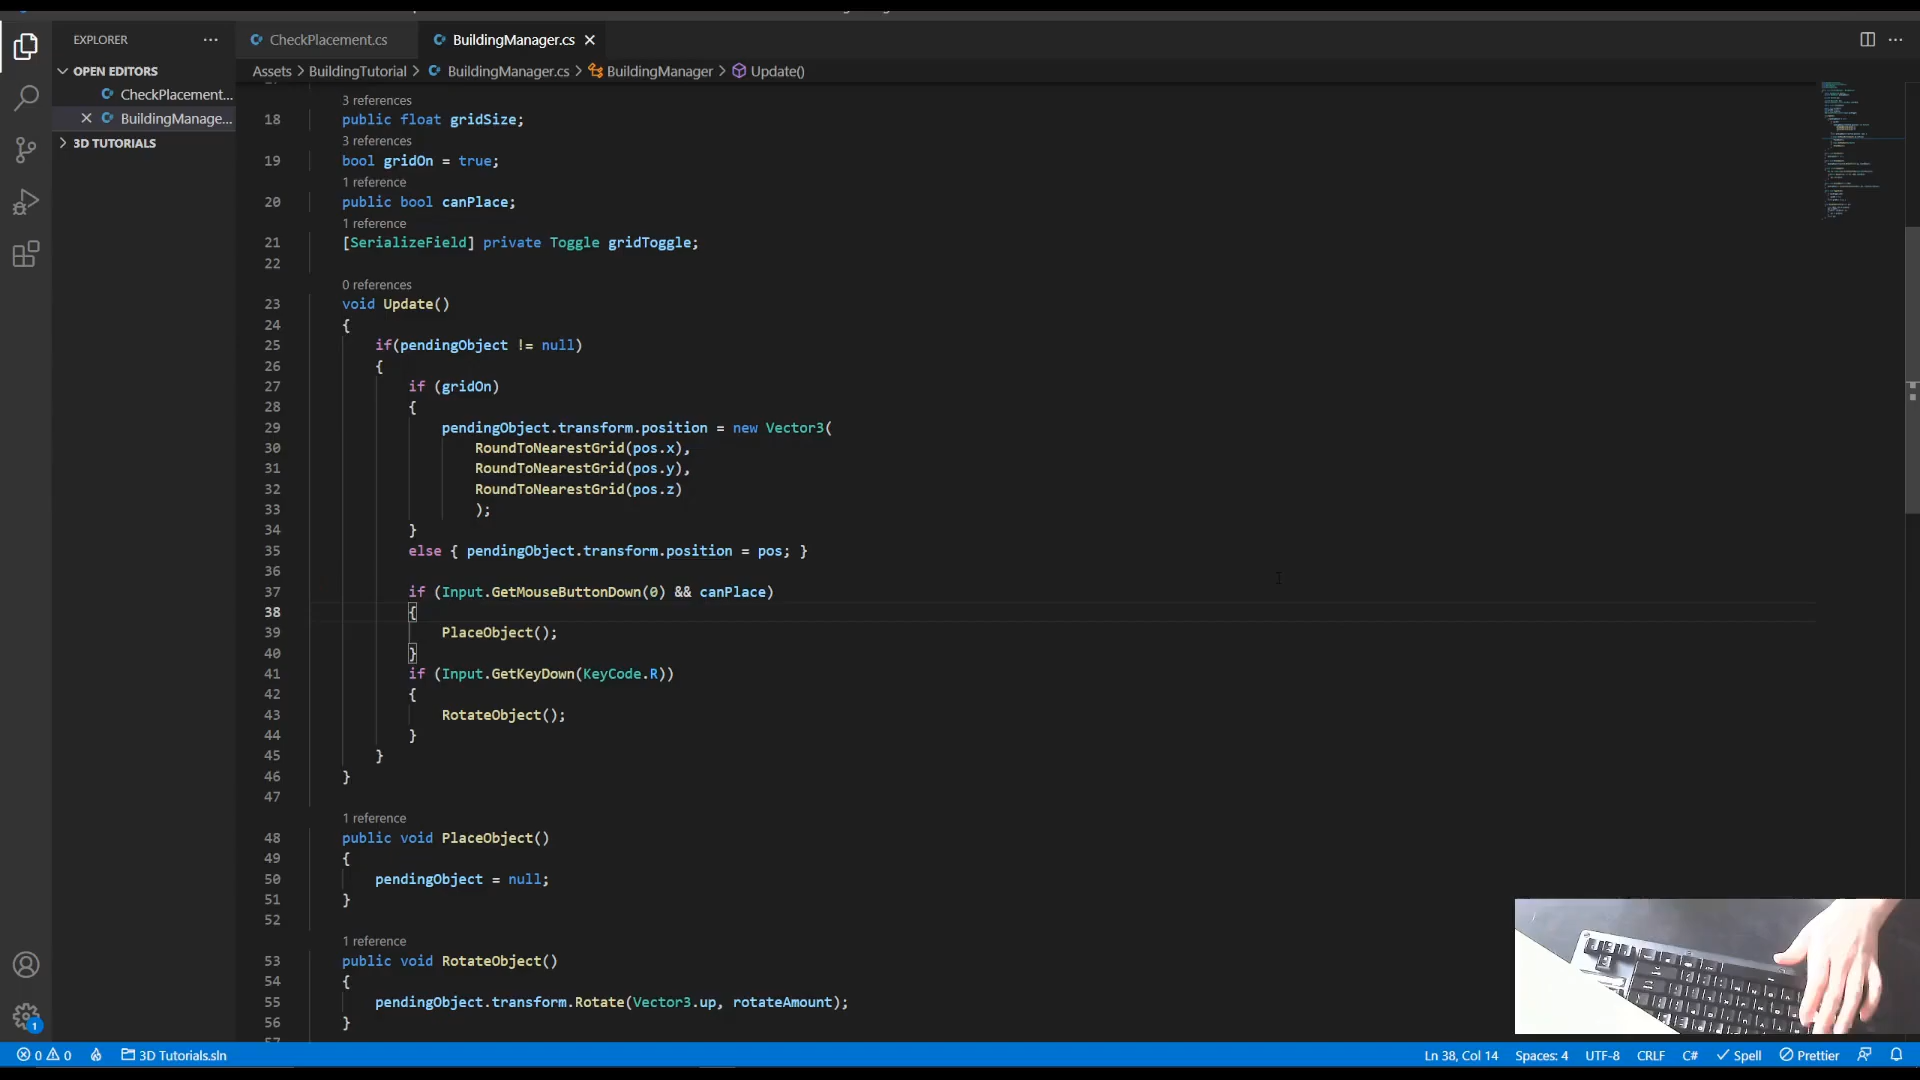 EXPLORER
CheckPlacement.cs
BuildingManager.cs
OPEN EDITORS
CheckPlacement...
BuildingManage...
3D TUTORIALS
Assets > BuildingTutorial > BuildingManager.cs > BuildingManager > Update()
3 references
18 public float gridSize;
3 references
19 bool gridOn = true;
1 reference
20 public bool canPlace;
1 reference
21 [SerializeField] private Toggle gridToggle;
22
0 references
23 void Update()
24 {
25 if(pendingObject != null)
26 {
27 if (gridOn)
28 {
29 pendingObject.transform.position = new Vector3(
30 RoundToNearestGrid(pos.x),
31 RoundToNearestGrid(pos.y),
32 RoundToNearestGrid(pos.z)
33 );
34 }
35 else { pendingObject.transform.position = pos; }
36
37 if (Input.GetMouseButtonDown(0) && canPlace)
38 {
39 PlaceObject();
40 }
41 if (Input.GetKeyDown(KeyCode.R))
42 {
43 RotateObject();
44 }
45 }
46 }
47
1 reference
48 public void PlaceObject()
49 {
50 pendingObject = null;
51 }
52
1 reference
53 public void RotateObject()
54 {
55 pendingObject.transform.Rotate(Vector3.up, rotateAmount);
56 }
1
0 0 3D Tutorials.sln
Ln 38, Col 14 Spaces: 4 UTF-8 CRLF C# Spell Prettier